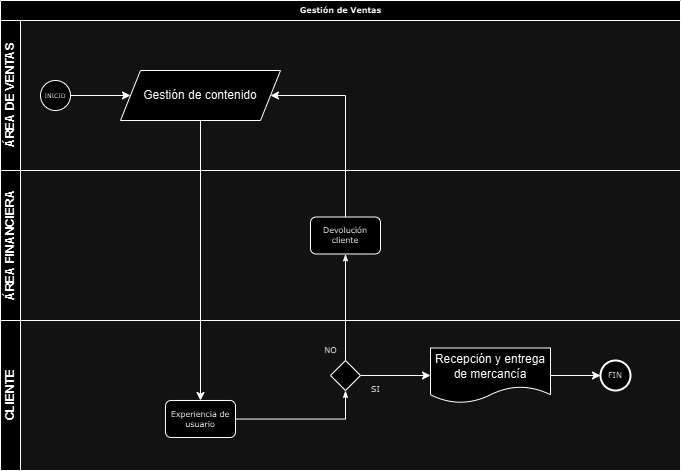 Gestión de Ventas
ÁREA DE VENTAS
INICIO
Gestión de contenido
ÁREA FINANCIERA
Devolución
cliente
CLIENTE
NO
SI
Recepción y entrega
de mercancía
FIN
Experiencia de
usuario